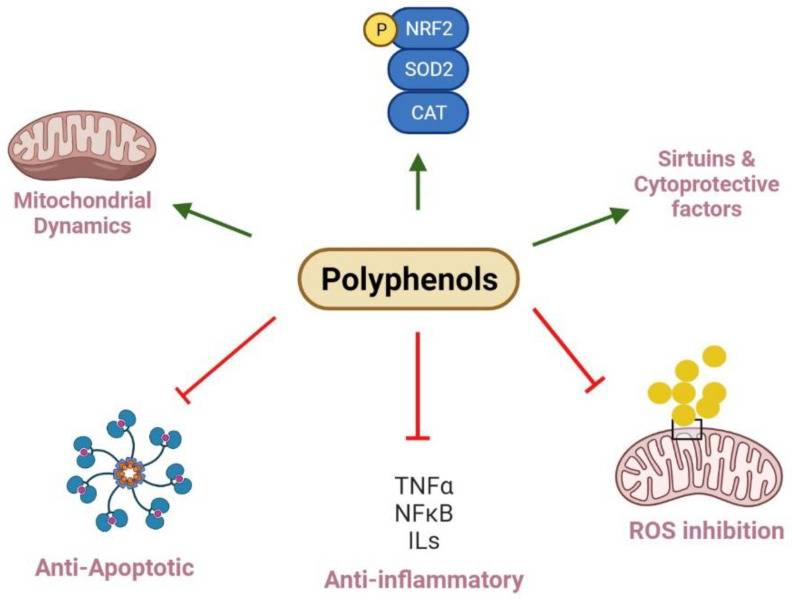 P
NRF2
SOD2
CAT
Mitochondrial
Dynamics
Sirtuins &
Cytoprotective
factors
Polyphenols
TNFα
NFκB
ILs
Anti-Apoptotic
Anti-inflammatory
ROS inhibition